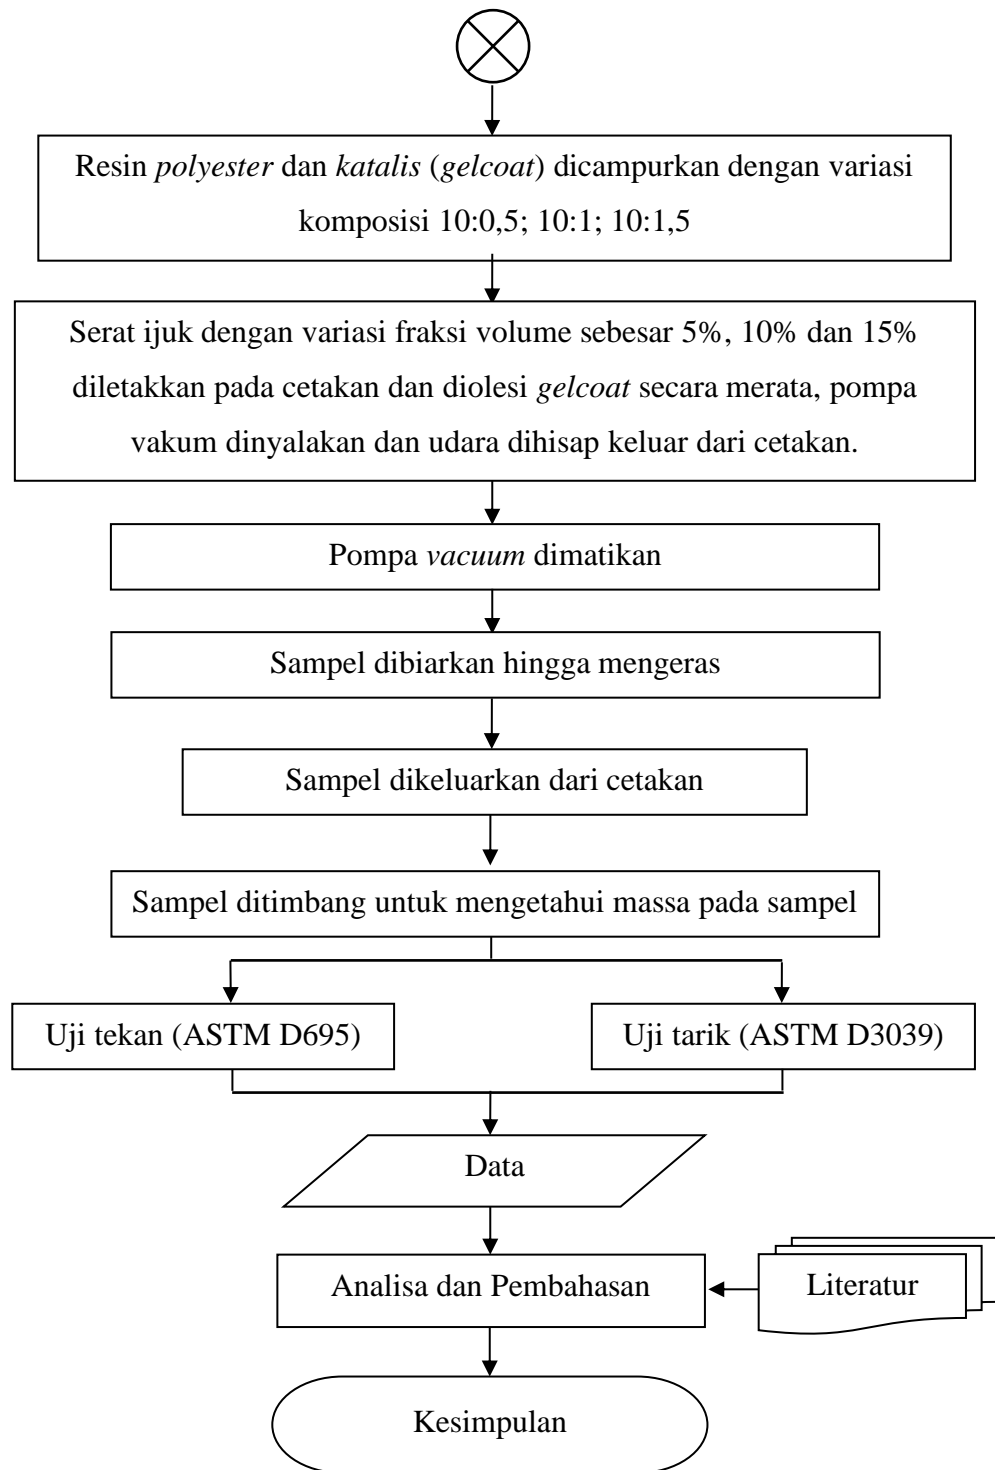 Resin polyester dan katalis (gelcoat) dicampurkan dengan variasi
komposisi 10:0,5; 10:1; 10:1,5
Serat ijuk dengan variasi fraksi volume sebesar 5%, 10% dan 15%
diletakkan pada cetakan dan diolesi gelcoat secara merata, pompa
vakum dinyalakan dan udara dihisap keluar dari cetakan.
Pompa vacuum dimatikan
Sampel dibiarkan hingga mengeras
Sampel dikeluarkan dari cetakan
Sampel ditimbang untuk mengetahui massa pada sampel
Uji tekan (ASTM D695)
Uji tarik (ASTM D3039)
Data
Analisa dan Pembahasan
Literatur
Kesimpulan